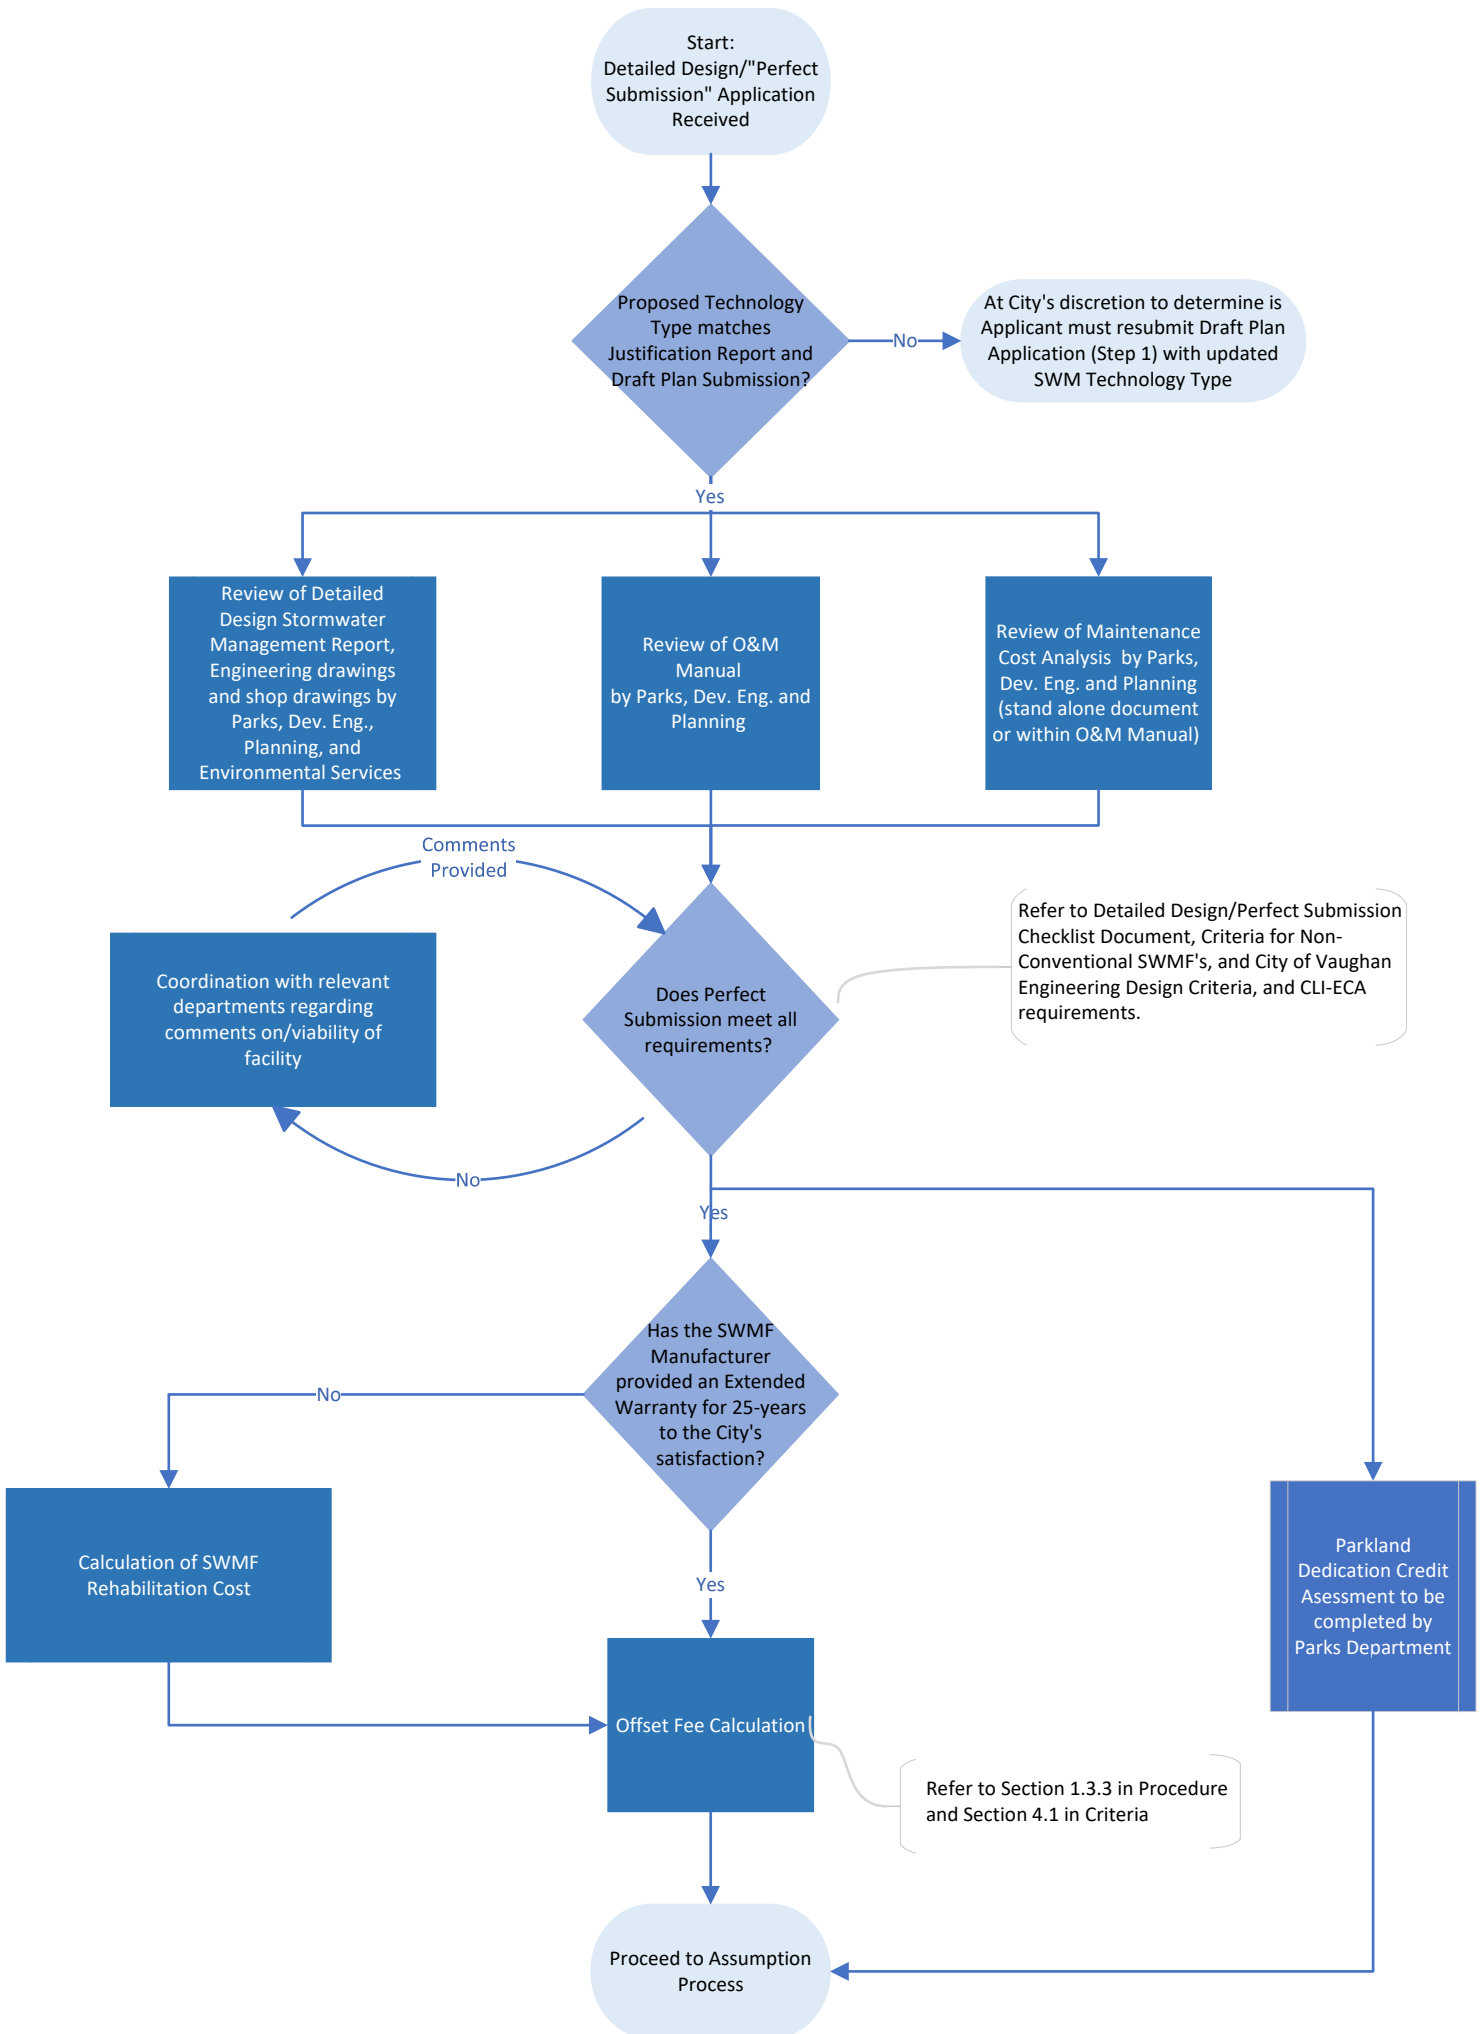 Start:
Detailed Design/"Perfect
Submission" Application
Received
Proposed Technology
Type matches
Justification Report and
Draft Plan Submission?
No
At City's discretion to determine is
Applicant must resubmit Draft Plan
Application (Step 1) with updated
SWM Technology Type
Yes
Review of Detailed
Design Stormwater
Management Report,
Engineering drawings
and shop drawings by
Parks, Dev. Eng.,
Planning, and
Environmental Services
Review of O&M
Manual
by Parks, Dev. Eng. and
Planning
Review of Maintenance
Cost Analysis by Parks,
Dev. Eng. and Planning
(stand alone document
or within O&M Manual)
Comments
Provided
Coordination with relevant
departments regarding
comments on/viability of
facility
Does Perfect
Submission meet all
requirements?
Refer to Detailed Design/Perfect Submission
Checklist Document, Criteria for Non-
Conventional SWMF's, and City of Vaughan
Engineering Design Criteria, and CLI-ECA
requirements.
No
Yes
Has the SWMF
Manufacturer
provided an Extended
Warranty for 25-years
to the City's
satisfaction?
No
Yes
Calculation of SWMF
Rehabilitation Cost
Parkland
Dedication Credit
Asessment to be
completed by
Parks Department
Offset Fee Calculation
Refer to Section 1.3.3 in Procedure
and Section 4.1 in Criteria
Proceed to Assumption
Process